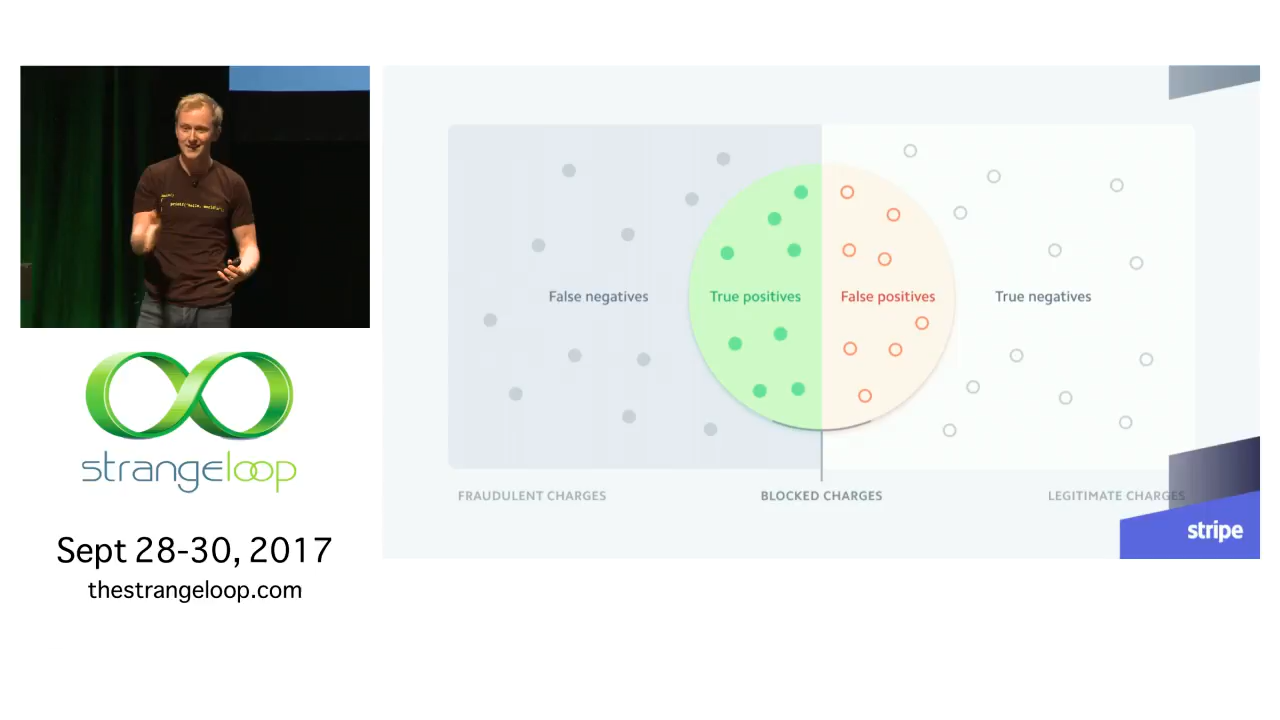 strangeloop
Sept 28-30, 2017
thestrangeloop.com
False negatives
True positives
False positives
True negatives
FRAUDULENT CHARGES
BLOCKED CHARGES
LEGITIMATE CHARGES
stripe